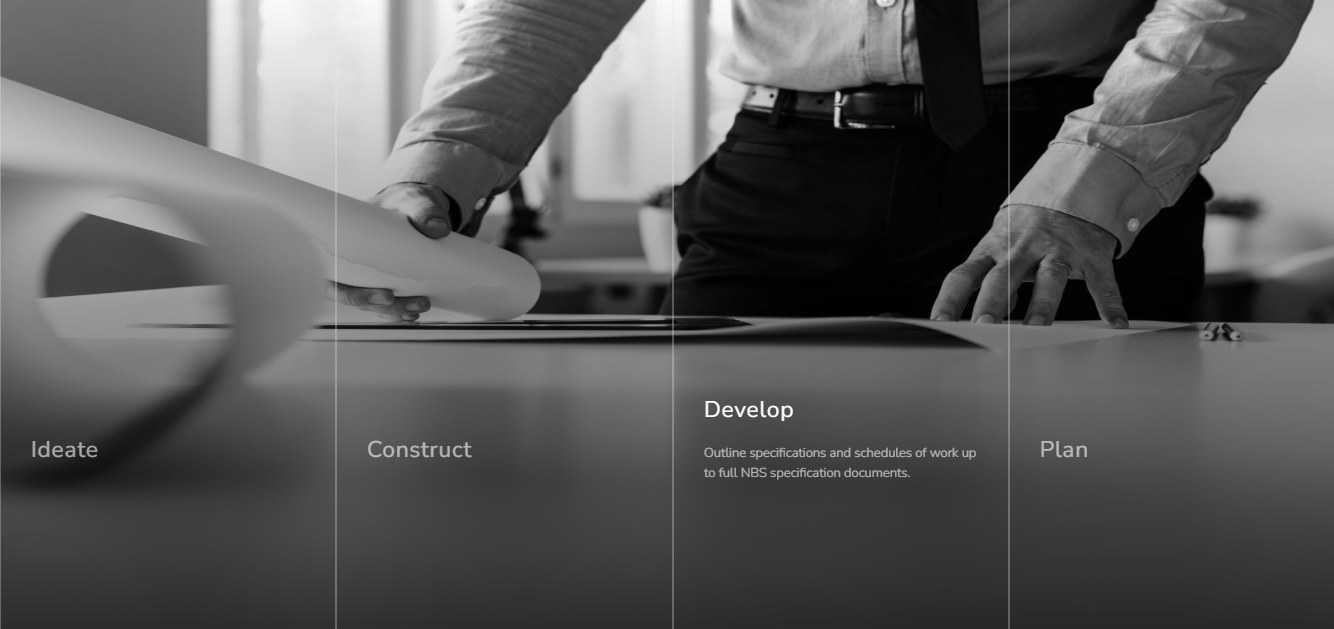 Ideate
Construct
Develop
Outline specifications and schedules of work up
to full NBS specification documents.
Plan